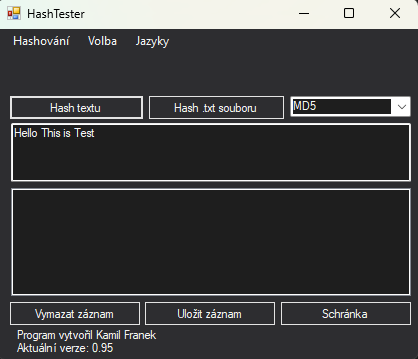 HashTester
Hashování Volba Jazyky
Hash textu Hash .txt souboru MD5
Hello This is Test
Vymazat záznam Uložit záznam Schránka
Program vytvořil Kamil Franek
Aktuální verze: 0.95